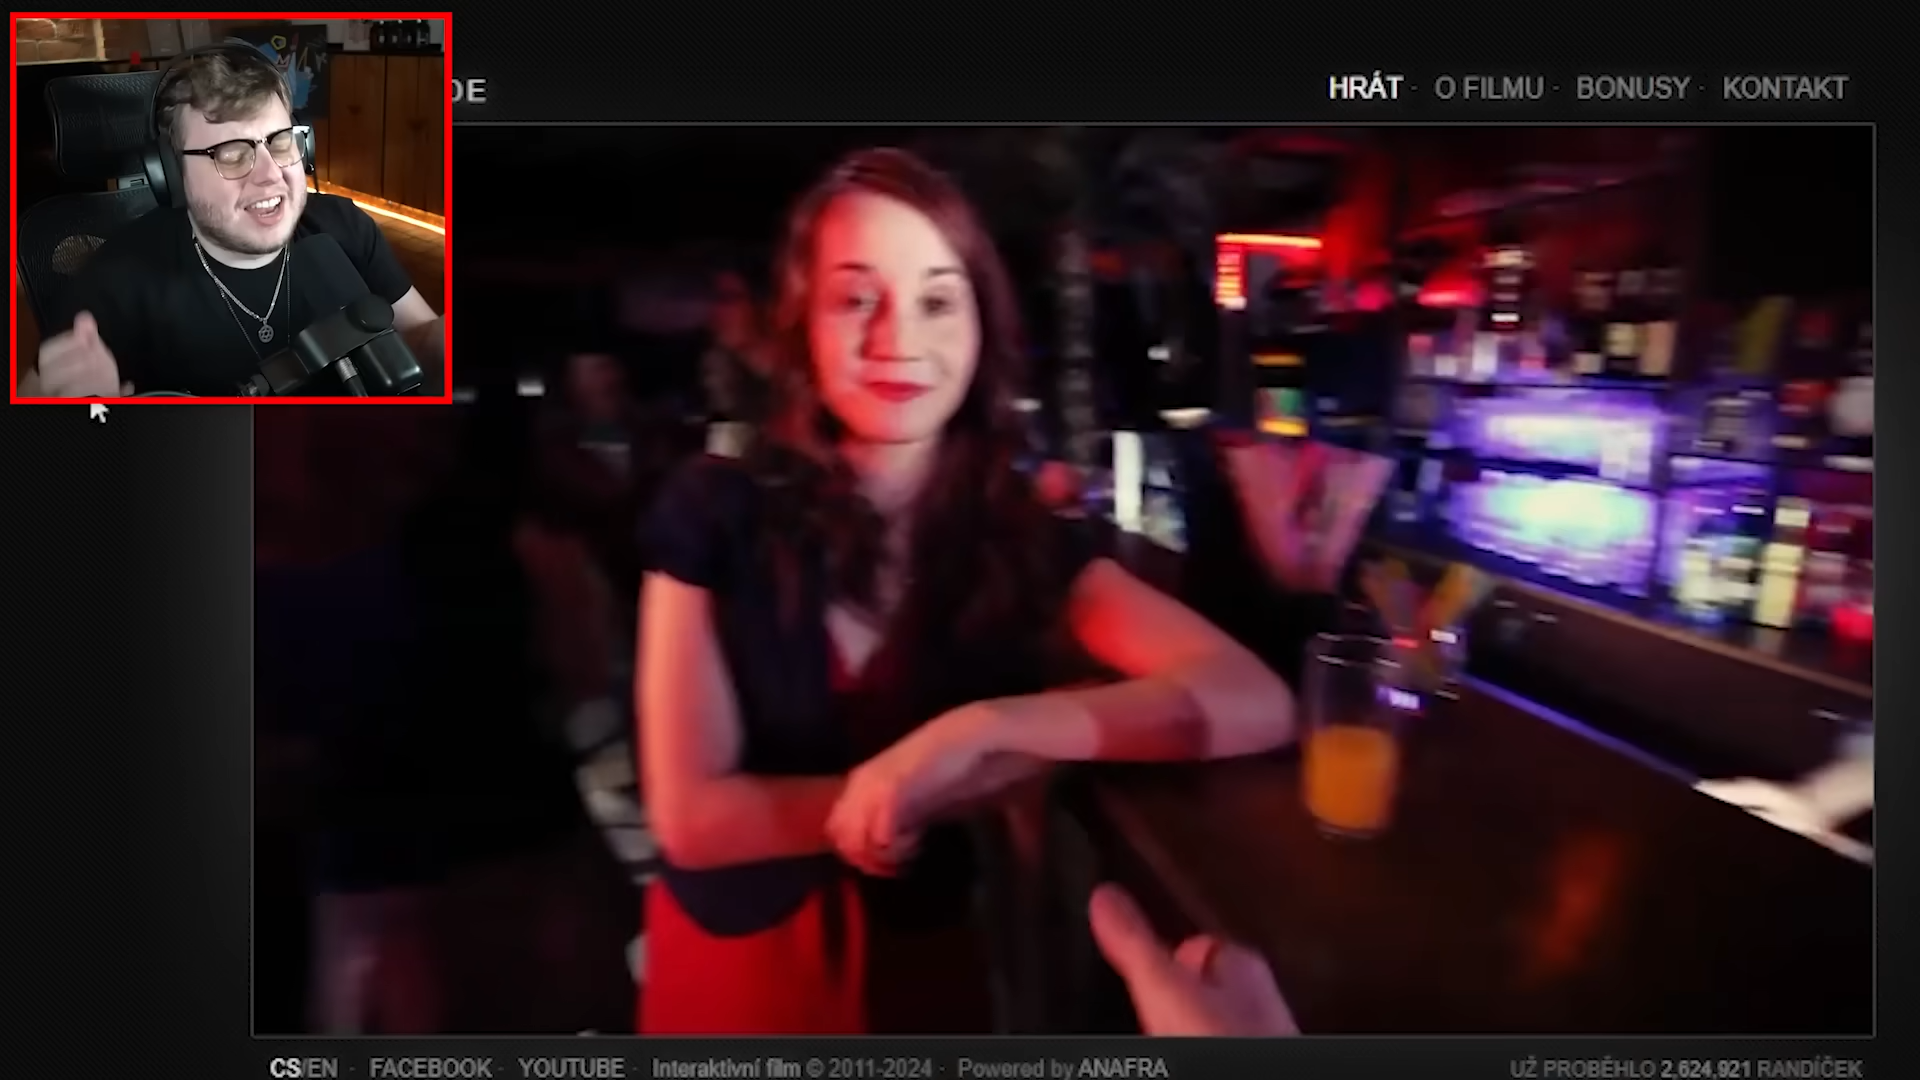 DE
HRÁT · O FILMU · BONUSY · KONTAKT
CS/EN · FACEBOOK · YOUTUBE · Interaktivní film © 2011-2024 · Powered by ANAFRA
UŽ PROBĚHLO 2,624,921 RANDÍČEK